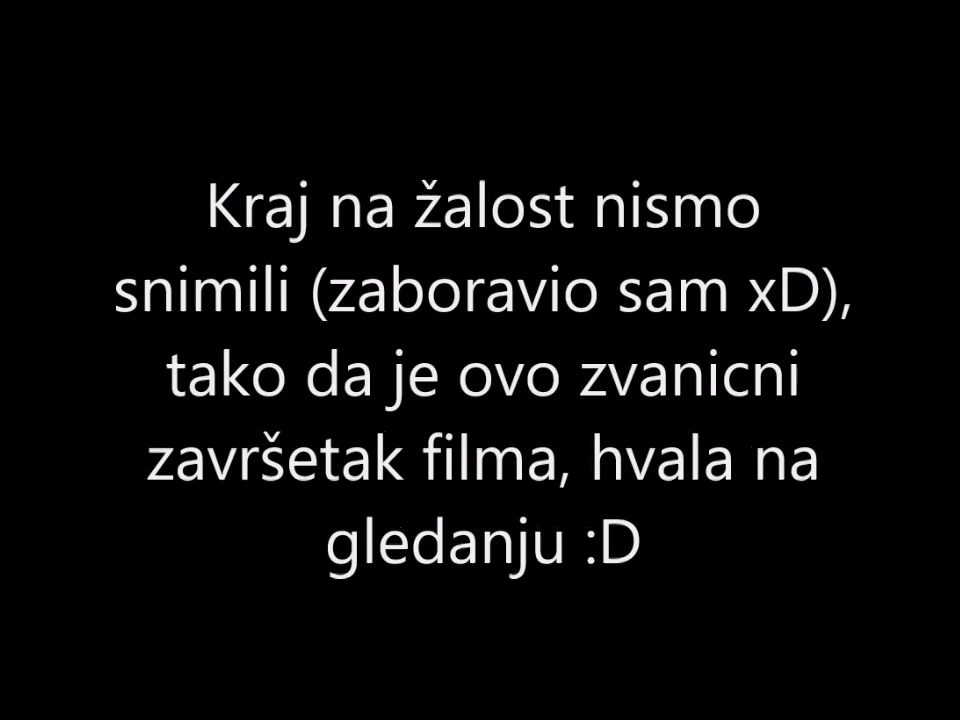 Kraj na žalost nismo
snimili (zaboravio sam xD),
tako da je ovo zvanicni
završetak filma, hvala na
gledanju :D